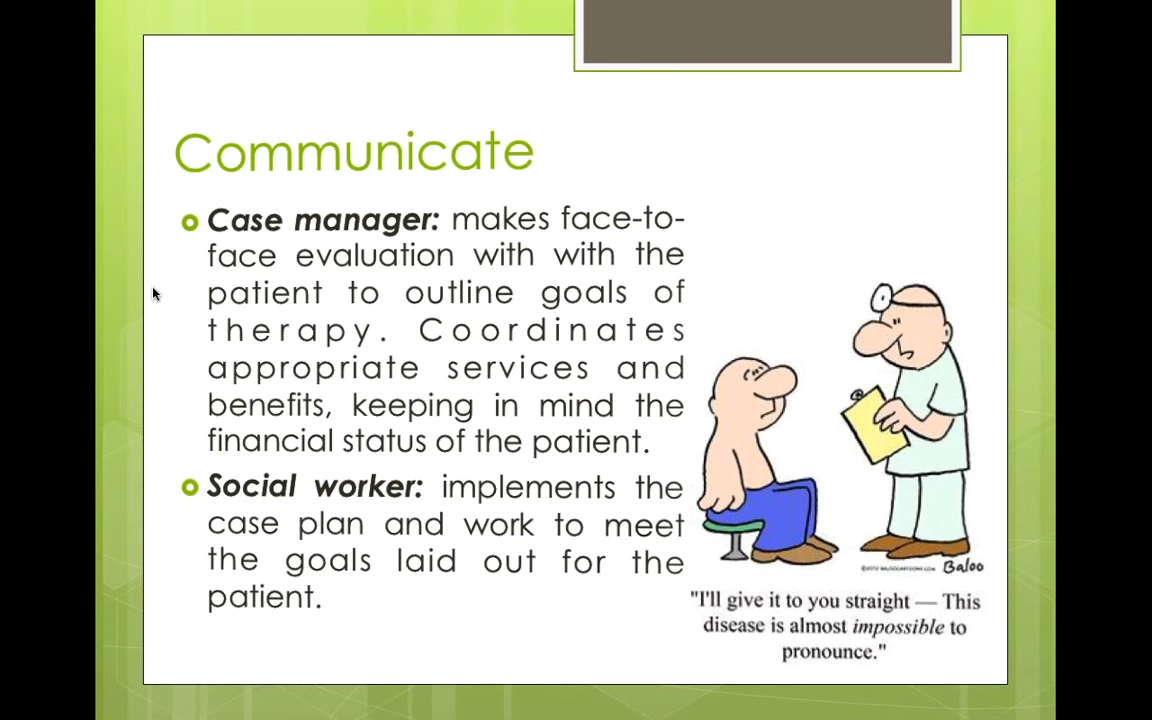 Communicate
Case manager: makes face-to-
face evaluation with with the
patient to outline goals of
therapy. Coordinates
appropriate services and
benefits, keeping in mind the
financial status of the patient.
Social worker: implements the
case plan and work to meet
the goals laid out for the
patient.
Baloo
"I'll give it to you straight — This
disease is almost impossible to
pronounce."